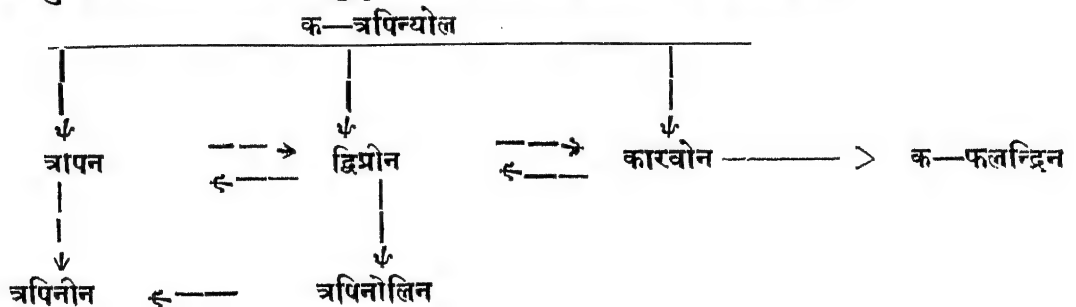 क—त्रपिन्योल
त्रापन द्विप्रोन कारवोन क—फलन्द्रिन
त्रपिनीन त्रपिनोलिन